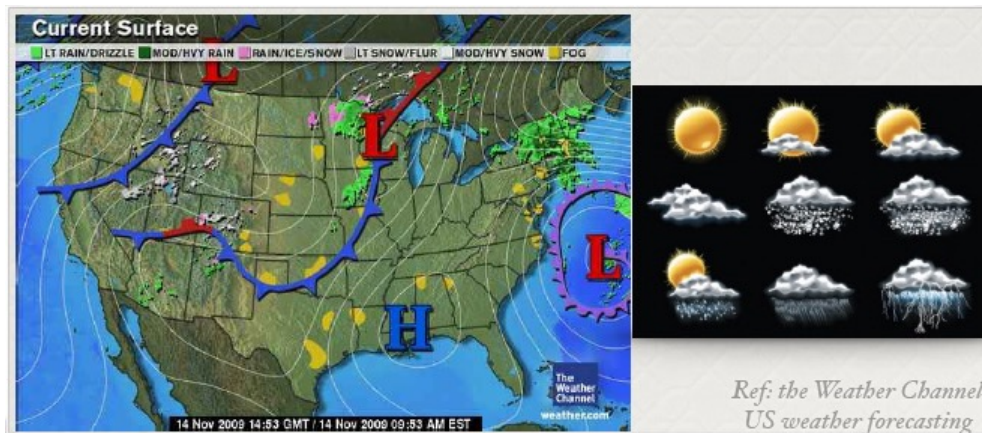 Current Surface
LT RAIN/DRIZZLE MOD/HVY RAIN RAIN/ICE/SNOW LT SNOW/FLUR MOD/HVY SNOW FOG
L
L
L
H
The
Weather
Channel
weather.com
14 Nov 2009 14:53 GMT / 14 Nov 2009 09:53 AM EST
Ref: the Weather Channel
US weather forecasting